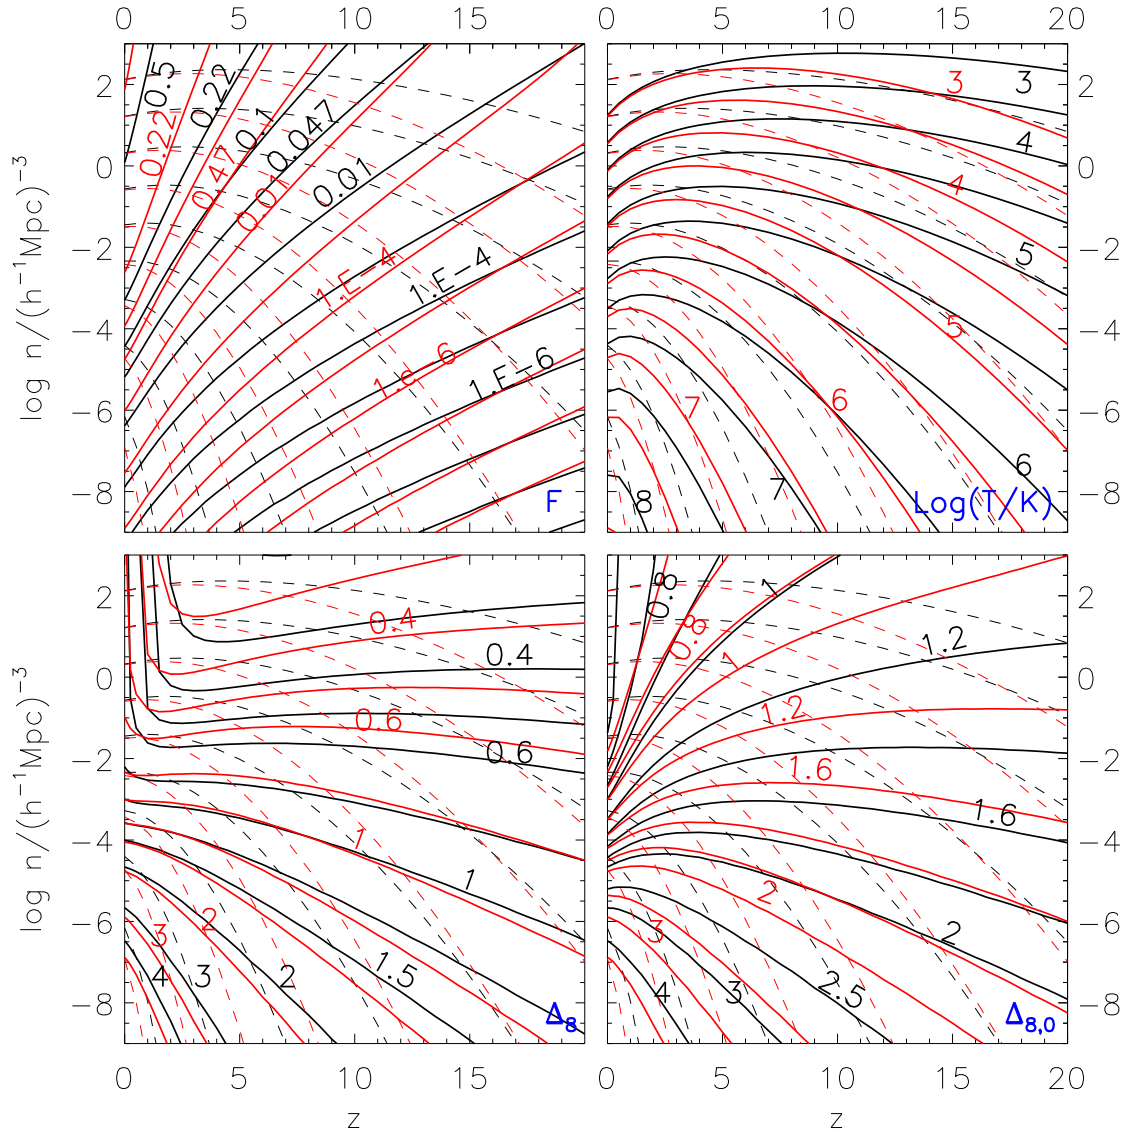 0 5 10 15 0 5 10 15 20
2 0.5 0.22 0.22 0.1 0.047 0.47 0.01 0.01 3 3 2
0 4 4 0
log n/(h⁻¹Mpc)⁻³
−2 1.E−4 1.E−4 5 −2
−4 1.e−6 1.E−6 5 −4
−6 7 6 −6
−8 F 8 7 6 Log(T/K) −8
2 0.4 0.8 0.8 1 1 1.2 2
0 0.4 0.6 1.2 0
log n/(h⁻¹Mpc)⁻³
−2 0.6 1.6 1.6 −2
−4 1 1 2 −4
−6 3 2 3 2 −6
−8 4 3 2 1.5 Δ₈ 4 3 2.5 Δ₈,₀ −8
0 5 10 15 0 5 10 15 20
z z